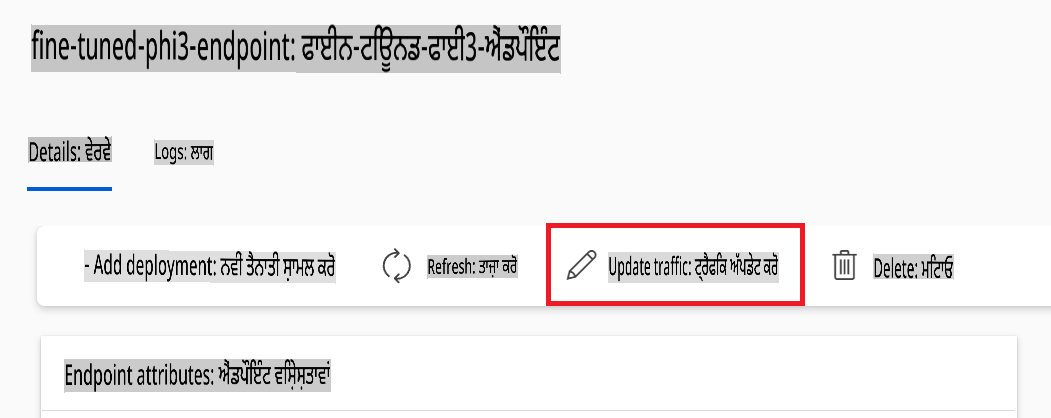 fine-tuned-phi3-endpoint: ਫਾਈਨ-ਟਿਊਨਡ-ਫਾਈ3-ਐਂਡਪੌਇੰਟ
Details: ਵੇਰਵੇ
Logs: ਲਾਗ
- Add deployment: ਨਵੀਂ ਤੈਨਾਤੀ ਸ਼ਾਮਲ ਕਰੋ
Refresh: ਤਾਜ਼ਾ ਕਰੋ
Update traffic: ਟ੍ਰੈਫਿਕ ਅੱਪਡੇਟ ਕਰੋ
Delete: ਮਿਟਾਓ
Endpoint attributes: ਐਂਡਪੌਇੰਟ ਵਿਸ਼ੇਸ਼ਤਾਵਾਂ